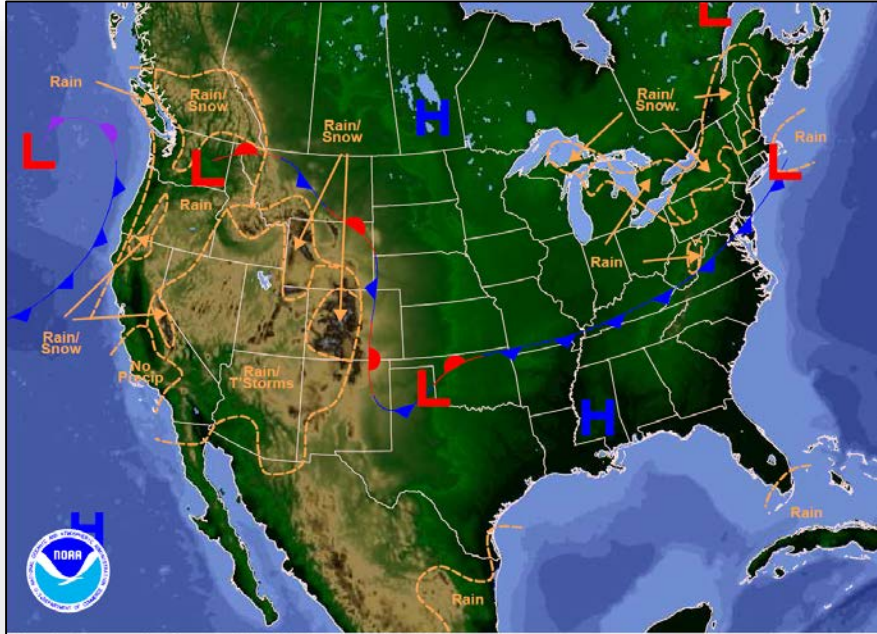 L
Rain
Rain/
Snow
Rain/
Snow
H
Rain/
Snow
Rain
L
L
L
Rain
Rain
Rain/
Snow
No
Precip
Rain/
T'Storms
L
H
Rain
H
NOAA
Rain